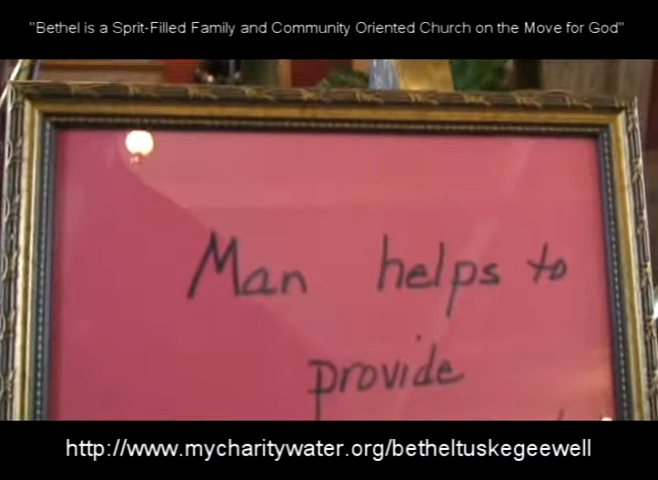 "Bethel is a Sprit-Filled Family and Community Oriented Church on the Move for God"
Man helps to
provide
http://www.mycharitywater.org/betheltuskegeewell